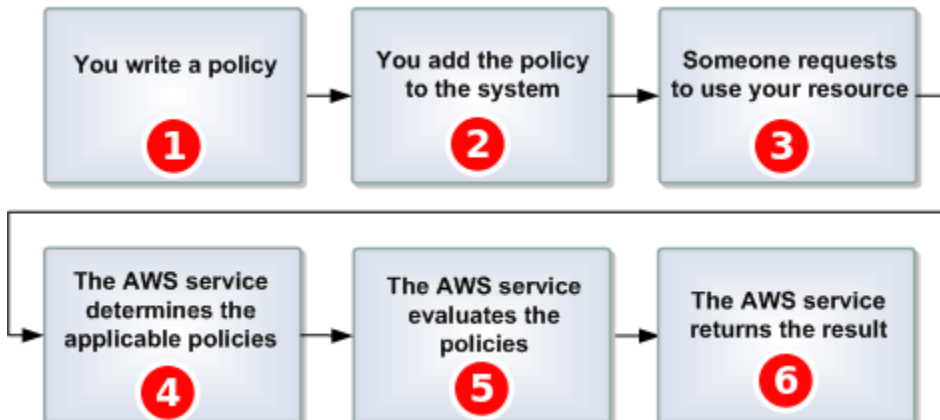 You write a policy
1
You add the policy
to the system
2
Someone requests
to use your resource
3
The AWS service
determines the
applicable policies
4
The AWS service
evaluates the
policies
5
The AWS service
returns the result
6